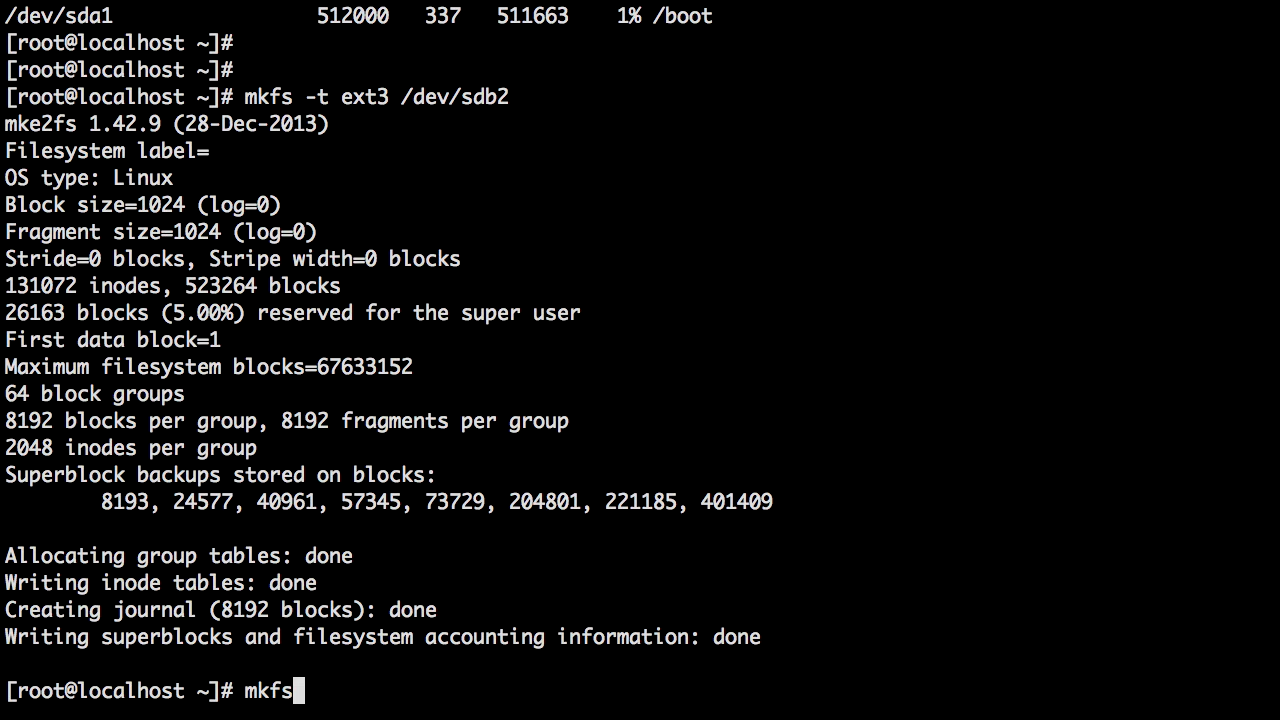 /dev/sda1                 512000   337   511663    1% /boot
[root@localhost ~]#
[root@localhost ~]#
[root@localhost ~]# mkfs -t ext3 /dev/sdb2
mke2fs 1.42.9 (28-Dec-2013)
Filesystem label=
OS type: Linux
Block size=1024 (log=0)
Fragment size=1024 (log=0)
Stride=0 blocks, Stripe width=0 blocks
131072 inodes, 523264 blocks
26163 blocks (5.00%) reserved for the super user
First data block=1
Maximum filesystem blocks=67633152
64 block groups
8192 blocks per group, 8192 fragments per group
2048 inodes per group
Superblock backups stored on blocks:
        8193, 24577, 40961, 57345, 73729, 204801, 221185, 401409
Allocating group tables: done
Writing inode tables: done
Creating journal (8192 blocks): done
Writing superblocks and filesystem accounting information: done
[root@localhost ~]# mkfs